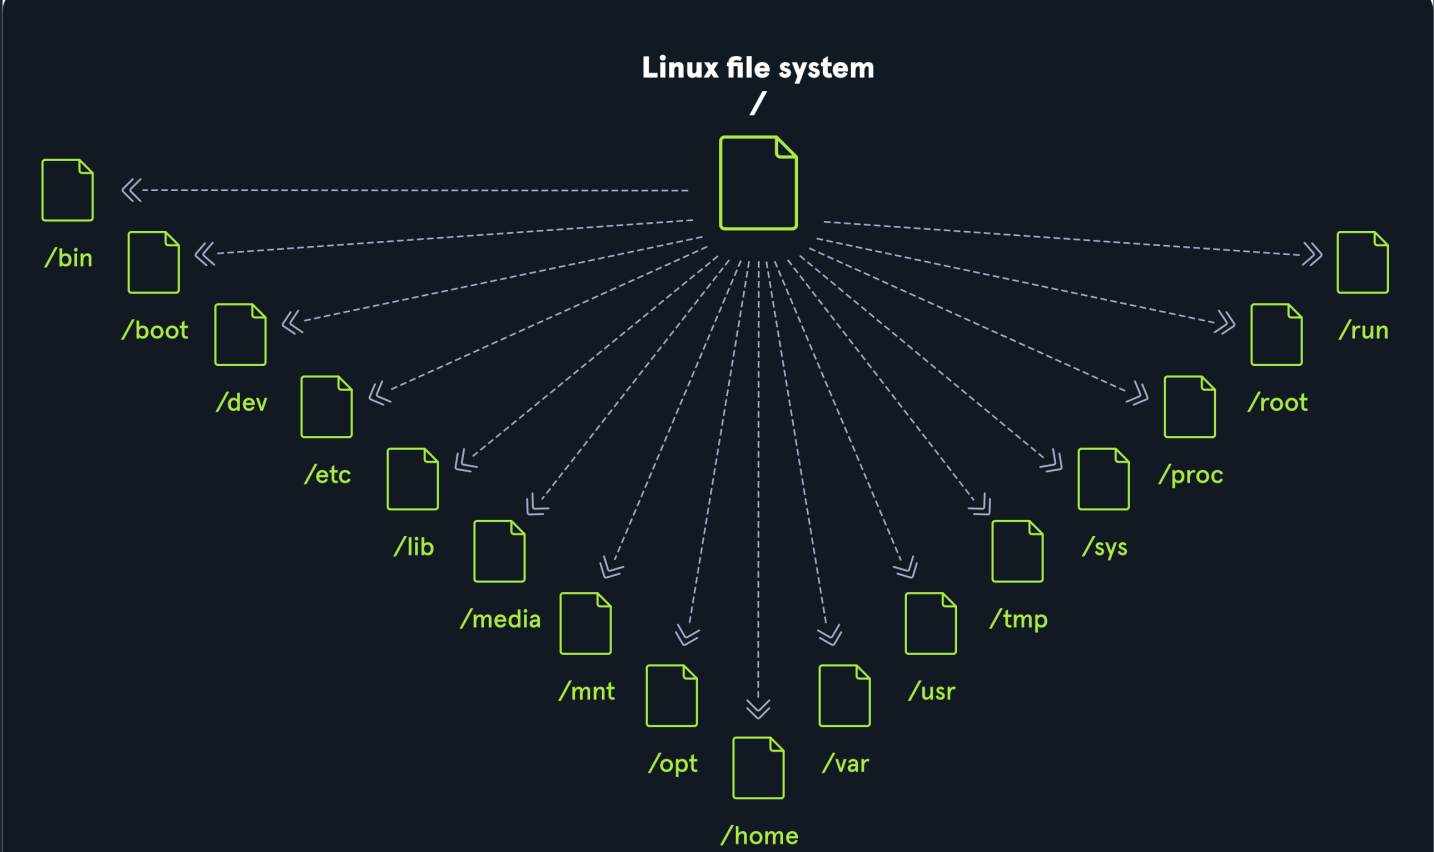 Linux file system
/
/bin
/boot
/dev
/etc
/lib
/media
/mnt
/opt
/home
/var
/usr
/tmp
/sys
/proc
/root
/run